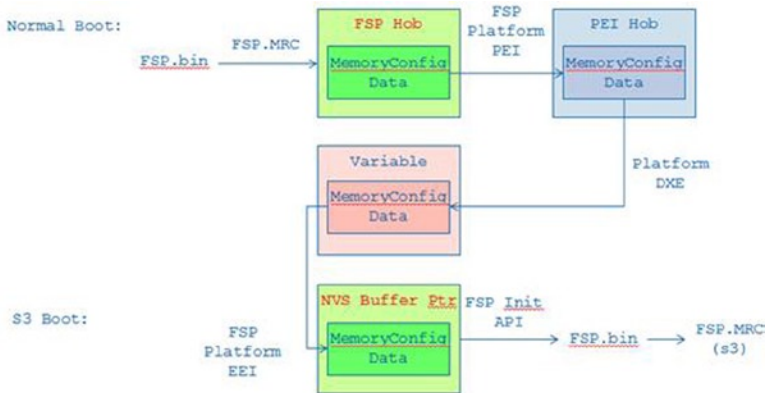 Normal Boot:
FSP.bin
FSP.MRC
FSP Hob
MemoryConfig
Data
FSP
Platform
PEI
PEI Hob
MemoryConfig
Data
Platform
DXE
Variable
MemoryConfig
Data
S3 Boot:
FSP
Platform
EEI
NVS Buffer Ptr
MemoryConfig
Data
FSP Init
API
FSP.bin
FSP.MRC
(s3)